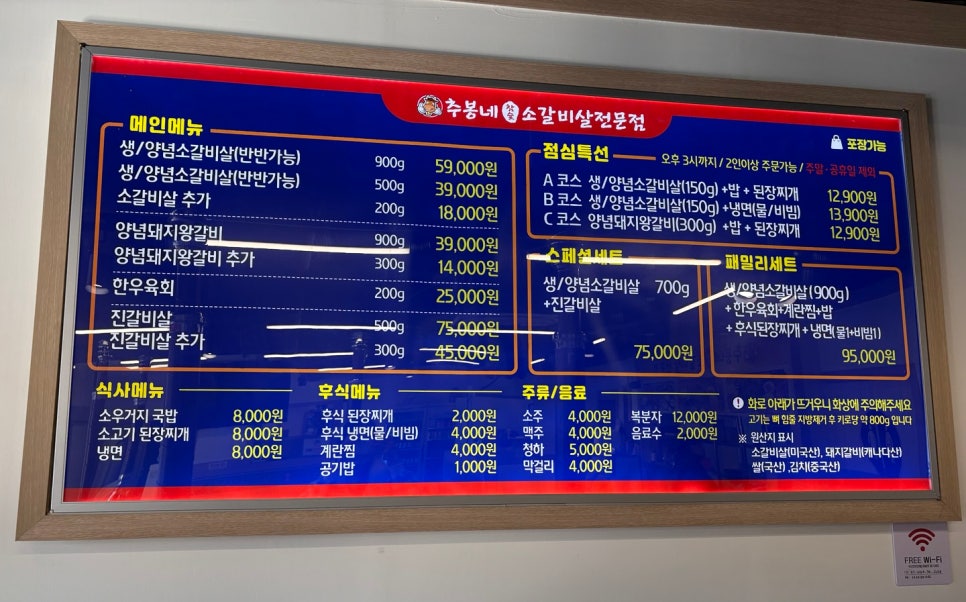 추봉네 참숯 소갈비살전문점
포장가능
메인메뉴
생/양념소갈비살(반반가능) 900g 59,000원
생/양념소갈비살(반반가능) 500g 39,000원
소갈비살 추가 200g 18,000원
양념돼지왕갈비 900g 39,000원
양념돼지왕갈비 추가 300g 14,000원
한우육회 200g 25,000원
진갈비살 500g 75,000원
진갈비살 추가 300g 45,000원
점심특선 오후 3시까지 / 2인이상 주문가능 / 주말·공휴일 제외
A 코스 생/양념소갈비살(150g) +밥 + 된장찌개 12,900원
B 코스 생/양념소갈비살(150g) +냉면(물/비빔) 13,900원
C 코스 양념돼지왕갈비(300g) +밥 + 된장찌개 12,900원
스페셜세트
생/양념소갈비살 700g
+진갈비살
75,000원
패밀리세트
생/양념소갈비살(900g)
+ 한우육회+계란찜+밥
+ 후식된장찌개 + 냉면(물1+비빔1)
95,000원
식사메뉴
소우거지 국밥 8,000원
소고기 된장찌개 8,000원
냉면 8,000원
후식메뉴
후식 된장찌개 2,000원
후식 냉면(물/비빔) 4,000원
계란찜 4,000원
공기밥 1,000원
주류/음료
소주 4,000원 복분자 12,000원
맥주 4,000원 음료수 2,000원
청하 5,000원
막걸리 4,000원
! 화로 아래가 뜨거우니 화상에 주의해주세요
고기는 뼈 힘줄 지방제거 후 키로당 약 800g 입니다
※ 원산지 표시
소갈비살(미국산), 돼지갈비(캐나다산)
쌀(국산) ,김치(중국산)
FREE Wi-Fi